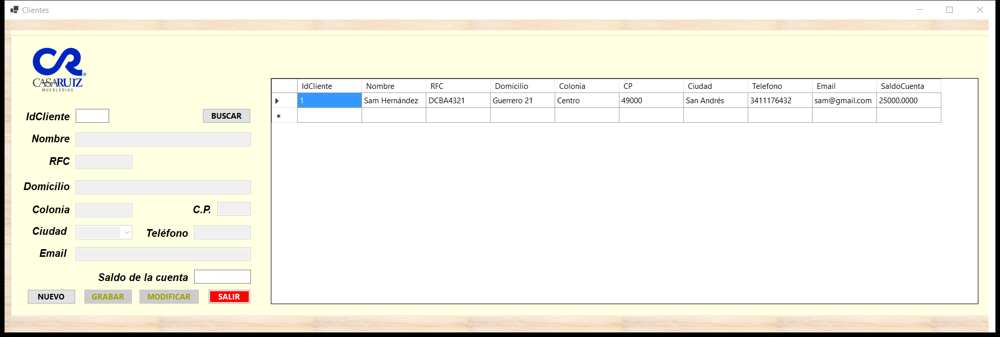 Clientes
CR®
CASARUIZ
MUEBLERÍAS
IdCliente
BUSCAR
Nombre
RFC
Domicilio
Colonia
C.P.
Ciudad
Teléfono
Email
Saldo de la cuenta
NUEVO GRABAR MODIFICAR SALIR
IdCliente Nombre RFC Domicilio Colonia CP Ciudad Telefono Email SaldoCuenta
1 Sam Hernández DCBA4321 Guerrero 21 Centro 49000 San Andrés 3411176432 sam@gmail.com 25000.0000